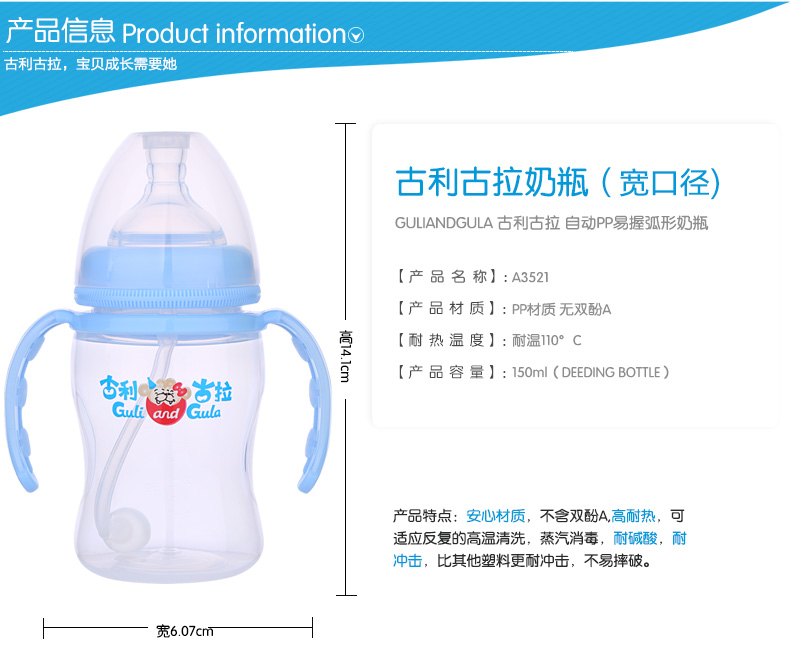 产品信息 Product information
古利古拉，宝贝成长需要她
古利古拉奶瓶（宽口径)
GULIANDGULA 古利古拉 自动PP易握弧形奶瓶
【产品名称】: A3521
【产品材质】: PP材质 无双酚A
【耐热温度】: 耐温110° C
【产品容量】: 150ml（DEEDING BOTTLE）
高14.1cm
古利 古拉
Guli and Gula
产品特点：安心材质，不含双酚A,高耐热，可
适应反复的高温清洗，蒸汽消毒，耐碱酸，耐
冲击，比其他塑料更耐冲击，不易摔破。
宽6.07cm